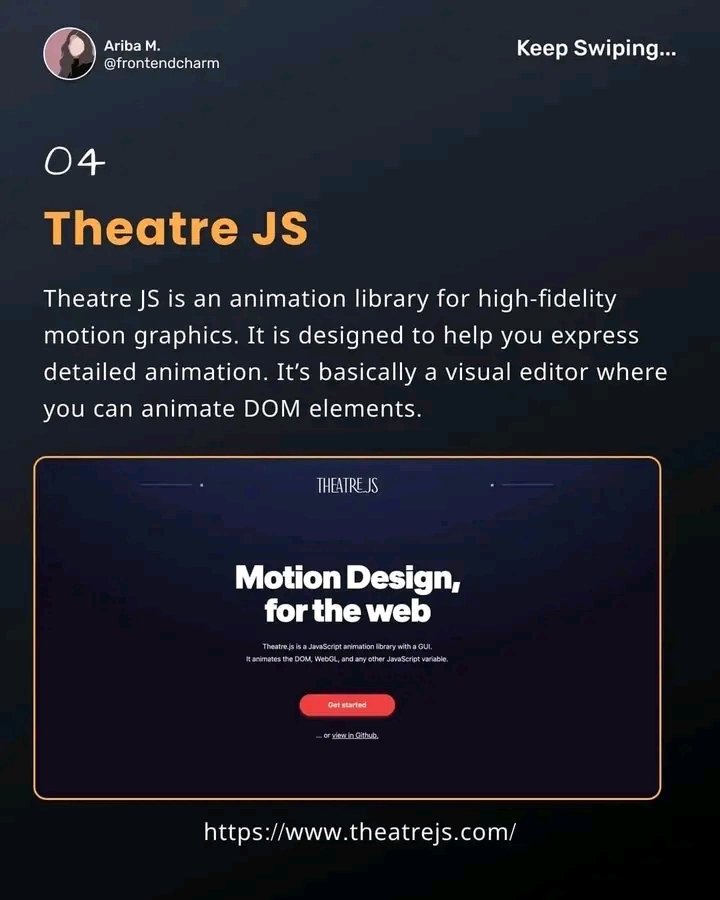 Ariba M.
@frontendcharm
Keep Swiping...
04
Theatre JS
Theatre JS is an animation library for high-fidelity
motion graphics. It is designed to help you express
detailed animation. It’s basically a visual editor where
you can animate DOM elements.
THEATRE.JS
Motion Design,
for the web
Theatre.js is a JavaScript animation library with a GUI.
It animates the DOM, WebGL, and any other JavaScript variable.
Get started
... or view in Github.
https://www.theatrejs.com/